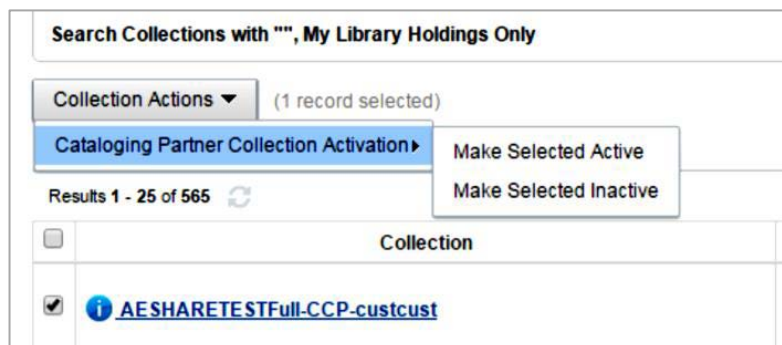 Search Collections with "", My Library Holdings Only
Collection Actions (1 record selected)
Cataloging Partner Collection Activation
Make Selected Active
Make Selected Inactive
Results 1 - 25 of 565
Collection
AESHARETESTFull-CCP-custcust